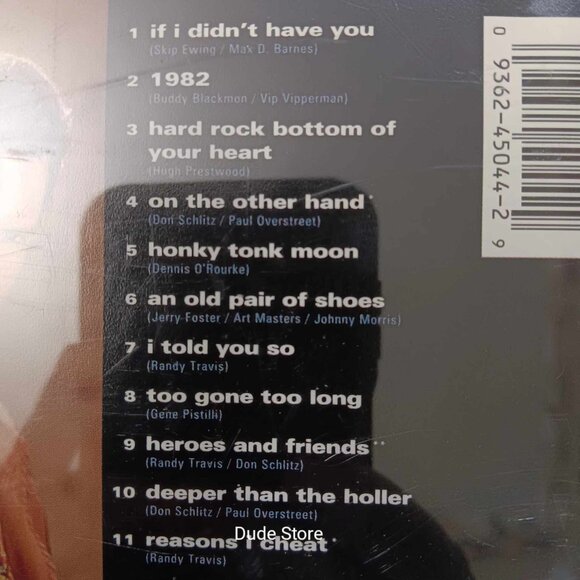 1 if i didn't have you
(Skip Ewing / Max D. Barnes)
2 1982
(Buddy Blackmon / Vip Vipperman)
3 hard rock bottom of
your heart
(Hugh Prestwood)
4 on the other hand*
(Don Schlitz / Paul Overstreet)
5 honky tonk moon
(Dennis O'Rourke)
6 an old pair of shoes
(Jerry Foster / Art Masters / Johnny Morris)
7 i told you so
(Randy Travis)
8 too gone too long
(Gene Pistilli)
9 heroes and friends**
(Randy Travis / Don Schlitz)
10 deeper than the holler
(Don Schlitz / Paul Overstreet)
11 reasons i cheat*
(Randy Travis)
Dude Store
0 9362-45044-2 9